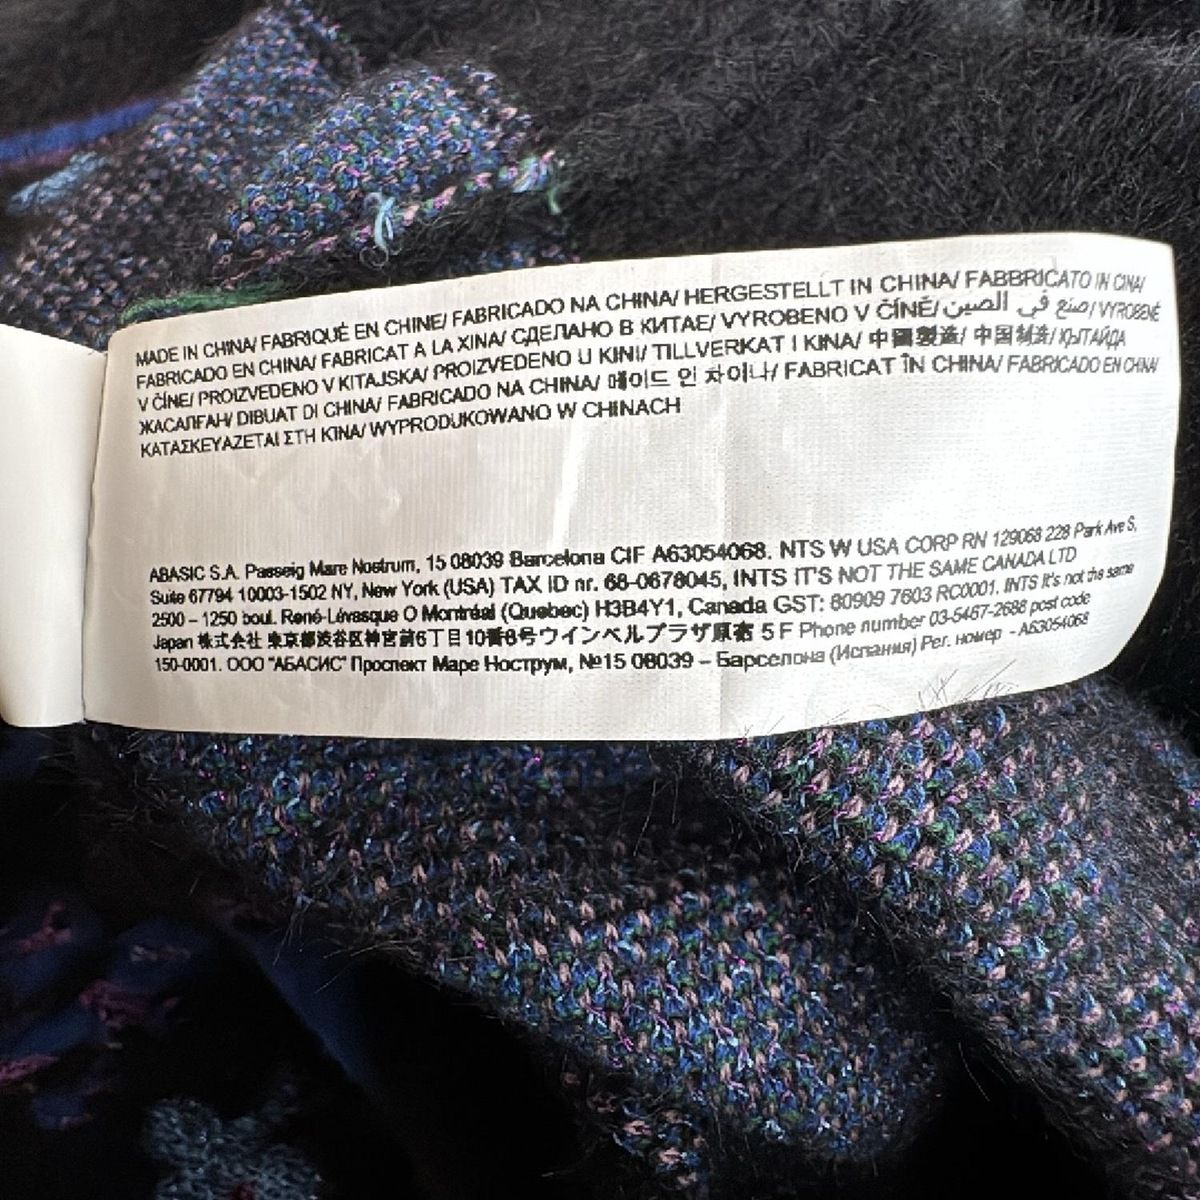 MADE IN CHINA/ FABRIQUÉ EN CHINE/ FABRICADO NA CHINA/ HERGESTELLT IN CHINA/ FABBRICATO IN CINA/
FABRICADO EN CHINA/ FABRICAT A LA XINA/ СДЕЛАНО В КИТАЕ/ VYROBENO V ČÍNĚ/ صنع في الصين/ VYROBENÉ
V ČÍNE/ PROIZVEDENO V KITAJSKA/ PROIZVEDENO U KINI/ TILLVERKAT I KINA/ 中國製造/ 中国制造/ ҚЫТАЙДА
ЖАСАЛҒАН/ DIBUAT DI CHINA/ FABRICADO NA CHINA/ 메이드 인 차이나/ FABRICAT ÎN CHINA/ FABRICADO EN CHINA/
ΚΑΤΑΣΚΕΥΑΖΕΤΑΙ ΣΤΗ ΚΙΝΑ/ WYPRODUKOWANO W CHINACH
ABASIC S.A. Passeig Mare Nostrum, 15 08039 Barcelona CIF A63054068. NTS W USA CORP RN 129068 228 Park Ave S,
Suite 67794 10003-1502 NY, New York (USA) TAX ID nr. 68-0678045, INTS IT'S NOT THE SAME CANADA LTD
2500 – 1250 boul. René-Lévasque O Montréal (Quebec) H3B4Y1, Canada GST: 80909 7603 RC0001. INTS It's not the same
Japan 株式会社 東京都渋谷区神宮前6丁目10番8号ウインベルプラザ原宿 5 F Phone number 03-5467-2688 post code
150-0001. ООО "АБАСИС" Проспект Маре Нострум, №15 08039 – Барселона (Испания) Рег. номер - A63054068